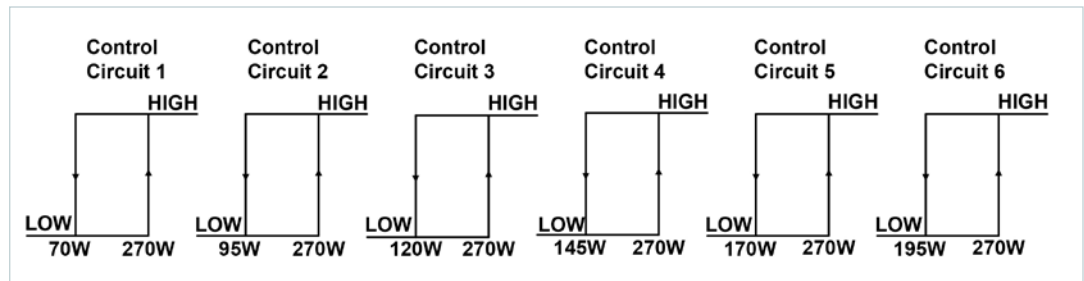 Control
Circuit 1
HIGH
LOW
70W 270W
Control
Circuit 2
HIGH
LOW
95W 270W
Control
Circuit 3
HIGH
LOW
120W 270W
Control
Circuit 4
HIGH
LOW
145W 270W
Control
Circuit 5
HIGH
LOW
170W 270W
Control
Circuit 6
HIGH
LOW
195W 270W